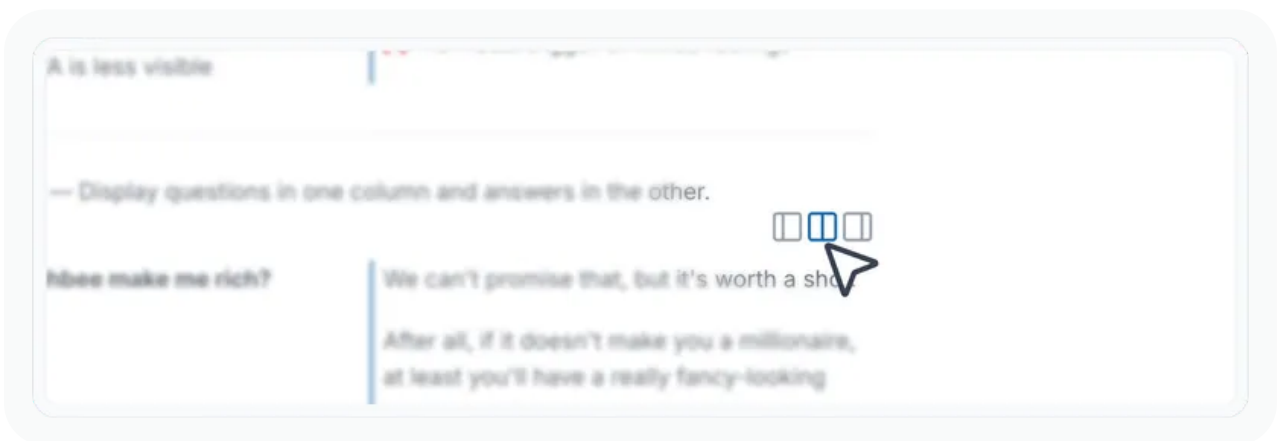 A is less visible
— Display questions in one column and answers in the other.
hbee make me rich?
We can't promise that, but it's worth a sho
After all, if it doesn't make you a millionaire,
at least you'll have a really fancy-looking